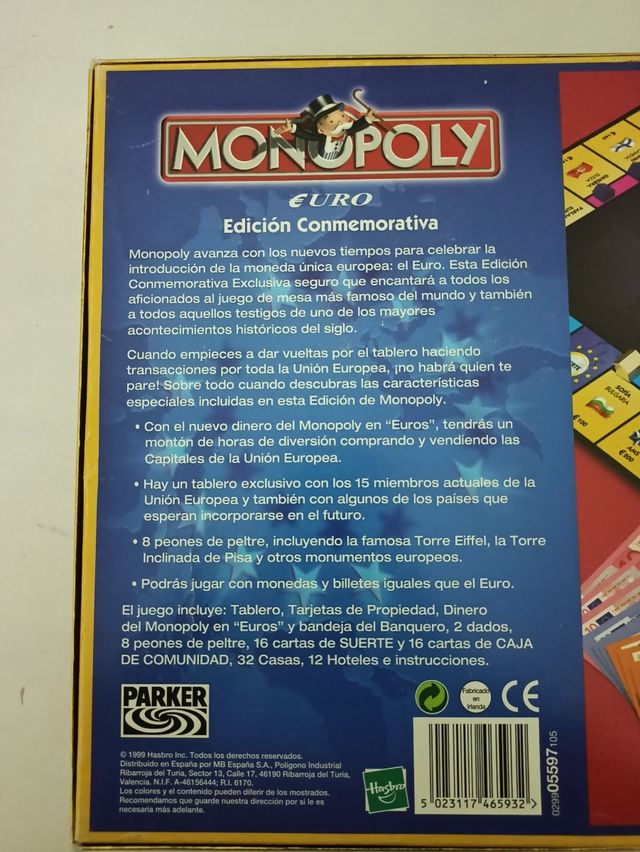 MONOPOLY
€URO
Edición Conmemorativa
Monopoly avanza con los nuevos tiempos para celebrar la
introducción de la moneda única europea: el Euro. Esta Edición
Conmemorativa Exclusiva seguro que encantará a todos los
aficionados al juego de mesa más famoso del mundo y también
a todos aquellos testigos de uno de los mayores
acontecimientos históricos del siglo.
Cuando empieces a dar vueltas por el tablero haciendo
transacciones por toda la Unión Europea, ¡no habrá quien te
pare! Sobre todo cuando descubras las características
especiales incluidas en esta Edición de Monopoly.
• Con el nuevo dinero del Monopoly en “Euros”, tendrás un
montón de horas de diversión comprando y vendiendo las
Capitales de la Unión Europea.
• Hay un tablero exclusivo con los 15 miembros actuales de la
Unión Europea y también con algunos de los países que
esperan incorporarse en el futuro.
• 8 peones de peltre, incluyendo la famosa Torre Eiffel, la Torre
Inclinada de Pisa y otros monumentos europeos.
• Podrás jugar con monedas y billetes iguales que el Euro.
El juego incluye: Tablero, Tarjetas de Propiedad, Dinero
del Monopoly en “Euros” y bandeja del Banquero, 2 dados,
8 peones de peltre, 16 cartas de SUERTE y 16 cartas de CAJA
DE COMUNIDAD, 32 Casas, 12 Hoteles e instrucciones.
PARKER
Fabricado
en
Irlanda
CE
© 1999 Hasbro Inc. Todos los derechos reservados.
Distribuido en España por MB España S.A., Polígono Industrial
Ribarroja del Turia, Sector 13, Calle 17, 46190 Ribarroja del Turia,
Valencia. N.I.F. A-46156444; R.I. 6170.
Los colores y el contenido pueden diferir de los mostrados.
Recomendamos que guarde nuestra dirección por si le es
necesaria más adelante.
Hasbro
5 023117 465932 >
029905597105
SOFIA
BULGARIA
€100
€200